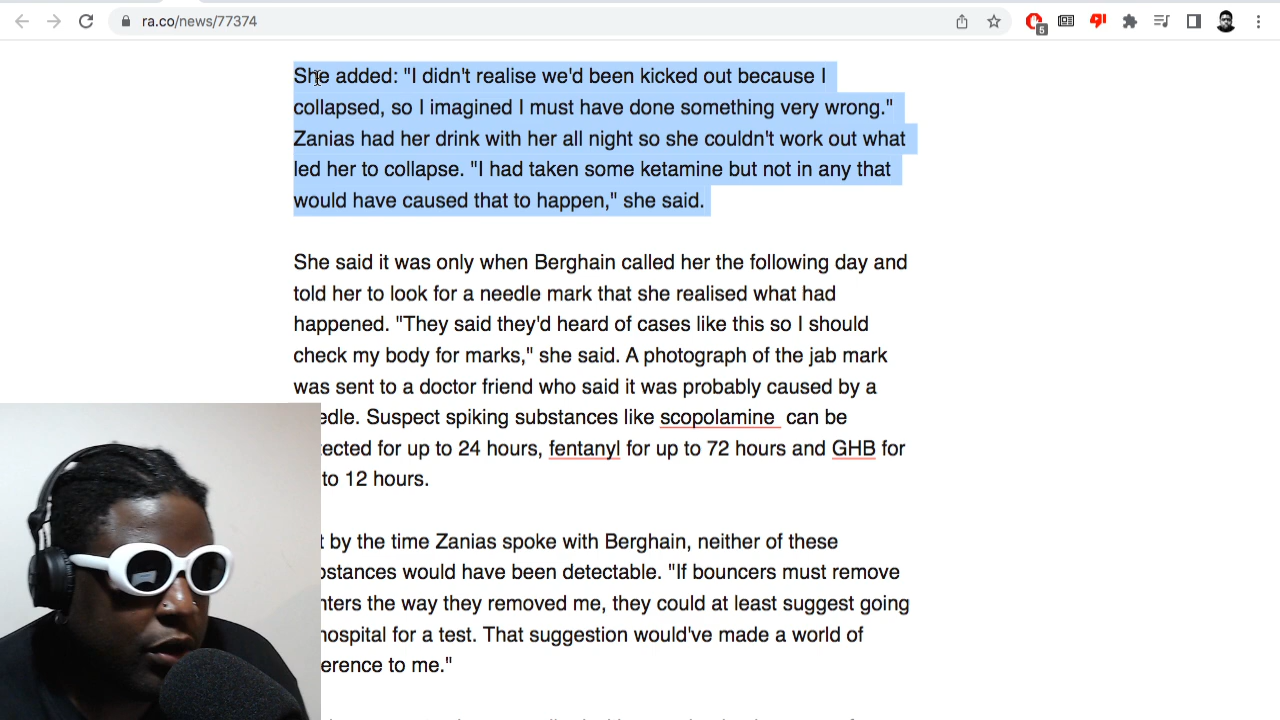 ra.co/news/77374
5
She added: "I didn't realise we'd been kicked out because I
collapsed, so I imagined I must have done something very wrong."
Zanias had her drink with her all night so she couldn't work out what
led her to collapse. "I had taken some ketamine but not in any that
would have caused that to happen," she said.
She said it was only when Berghain called her the following day and
told her to look for a needle mark that she realised what had
happened. "They said they'd heard of cases like this so I should
check my body for marks," she said. A photograph of the jab mark
was sent to a doctor friend who said it was probably caused by a
edle. Suspect spiking substances like scopolamine can be
tected for up to 24 hours, fentanyl for up to 72 hours and GHB for
to 12 hours.
t by the time Zanias spoke with Berghain, neither of these
bstances would have been detectable. "If bouncers must remove
nters the way they removed me, they could at least suggest going
hospital for a test. That suggestion would've made a world of
erence to me."